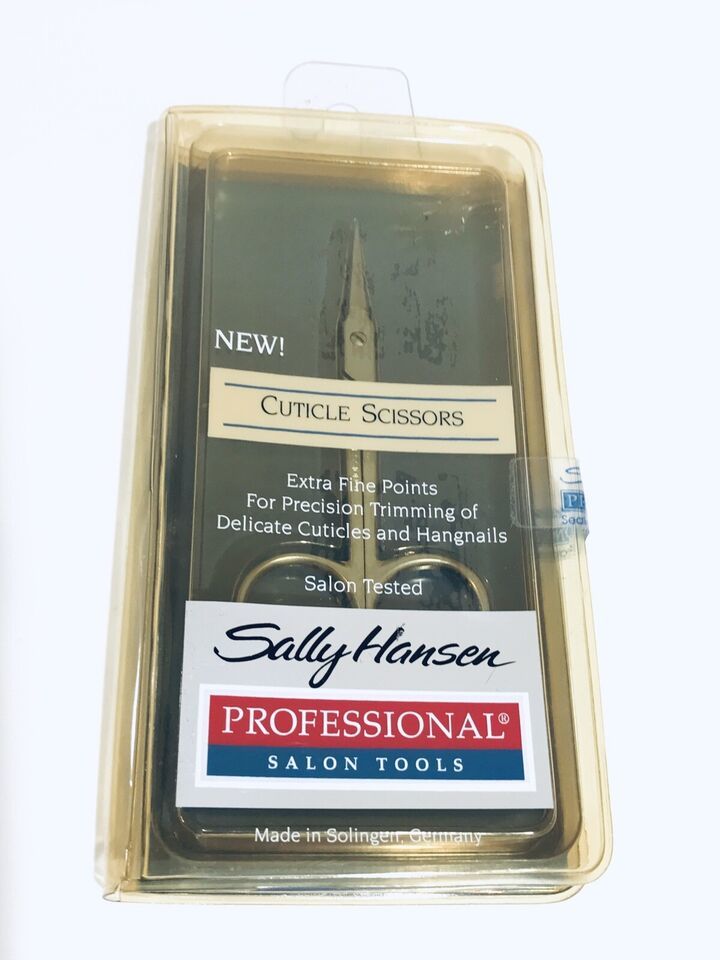 NEW!
CUTICLE SCISSORS
Extra Fine Points
For Precision Trimming of
Delicate Cuticles and Hangnails
Salon Tested
Sally Hansen
PROFESSIONAL®
SALON TOOLS
Made in Solingen, Germany